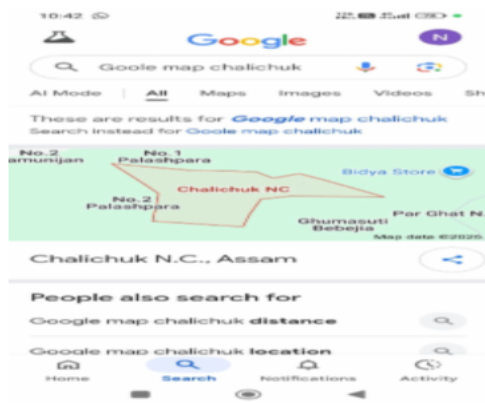 10:42
Google
N
Goole map chalichuk
AI Mode All Maps Images Videos Sh
These are results for Google map chalichuk
Search instead for Goole map chalichuk
No.2
amunijan
No.1
Palashpara
Bidya Store
Chalichuk NC
No.2
Palashpara
Ghumasuti
Bebejia
Par Ghat N
Map data ©2026
Chalichuk N.C., Assam
People also search for
Google map chalichuk distance
Google map chalichuk location
Home Search Notifications Activity